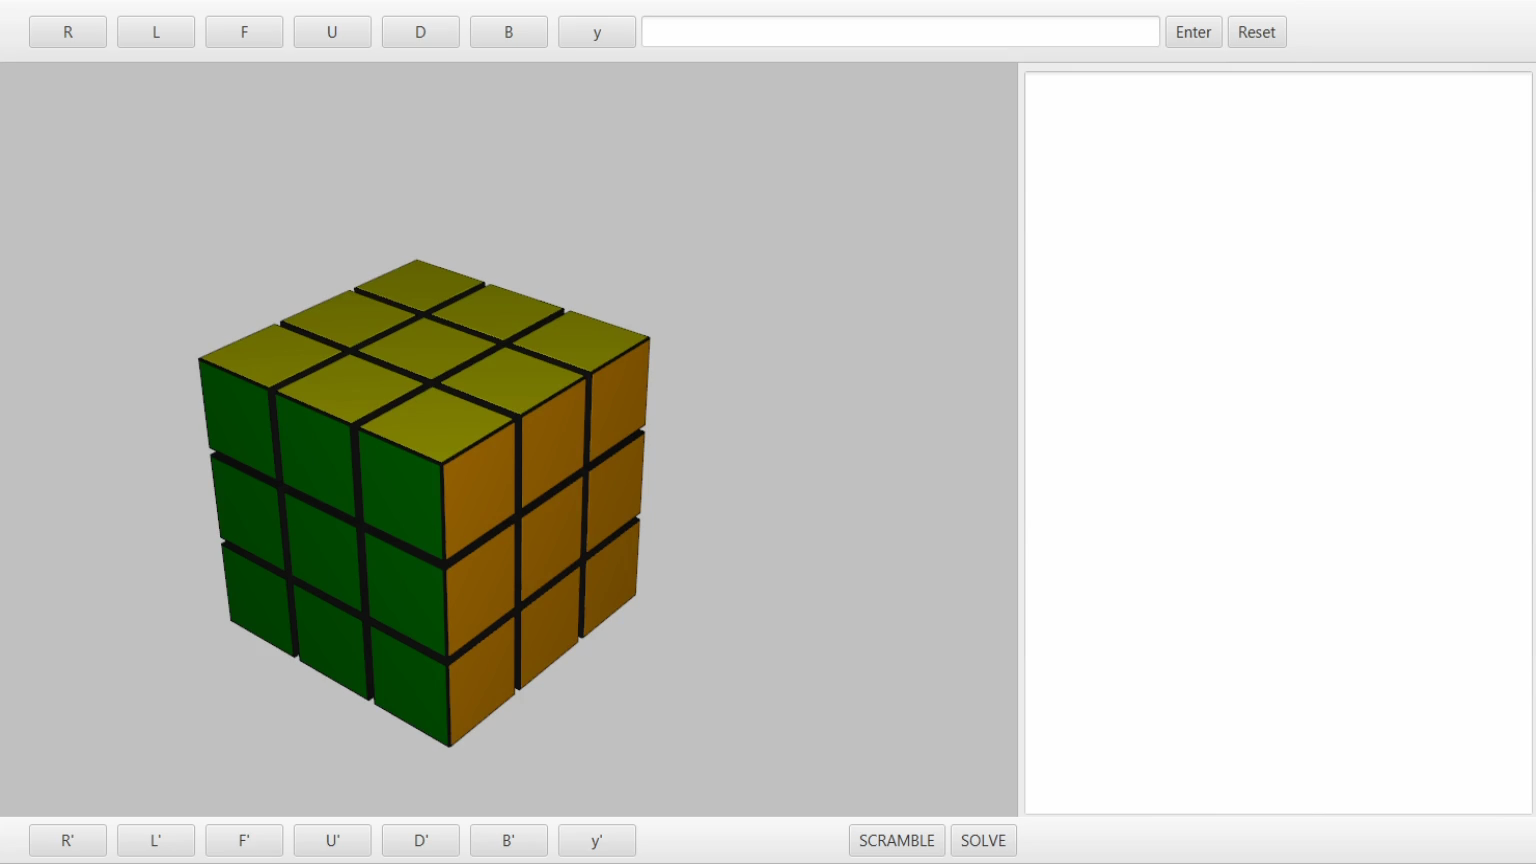 R L F U D B y Enter Reset
R' L' F' U' D' B' y' SCRAMBLE SOLVE